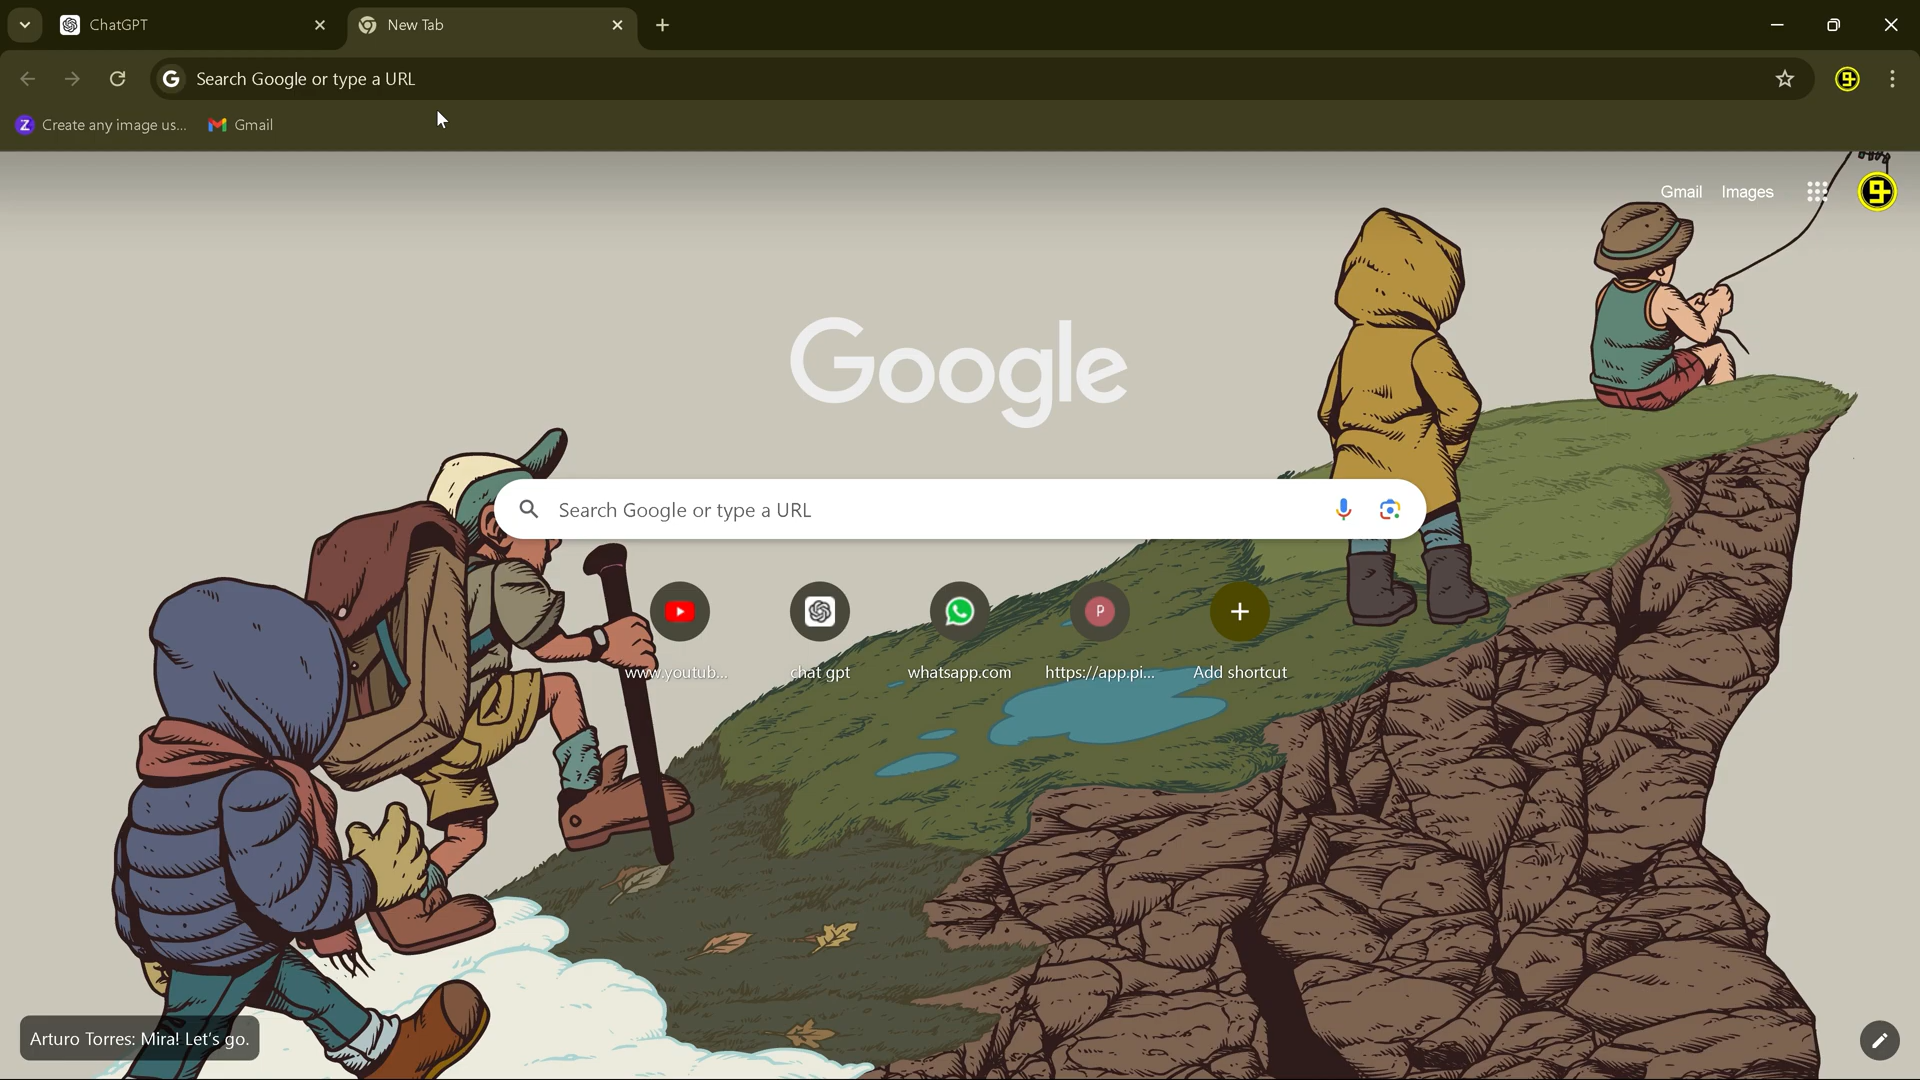 ChatGPT
New Tab
Search Google or type a URL
Create any image us...
Gmail
Gmail
Images
Google
Search Google or type a URL
www.youtub...
chat gpt
whatsapp.com
https://app.pi...
Add shortcut
Arturo Torres: Mira! Let's go.